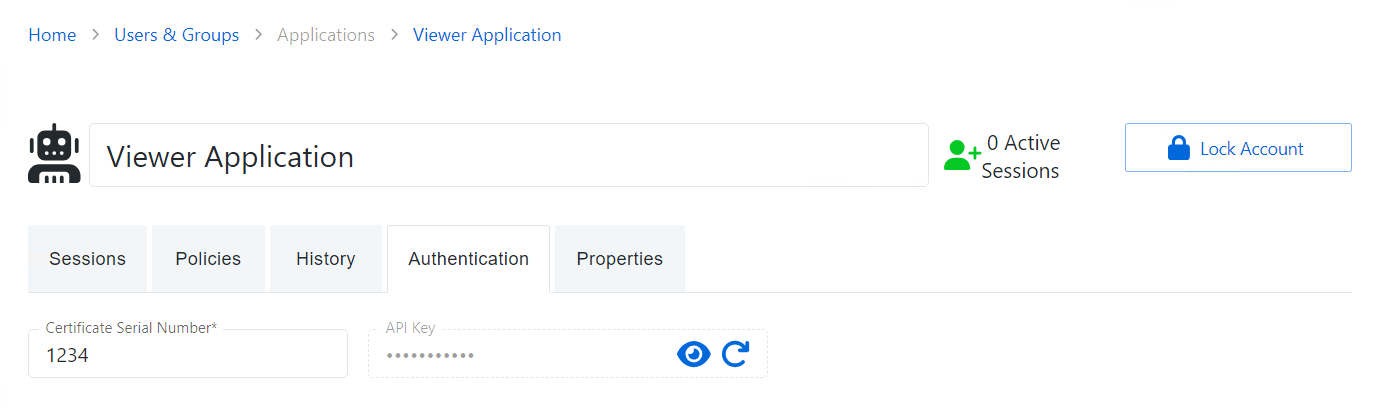 Home > Users & Groups > Applications > Viewer Application
Viewer Application
0 Active
Sessions
Lock Account
Sessions Policies History Authentication Properties
Certificate Serial Number*
1234
API Key
•••••••••••